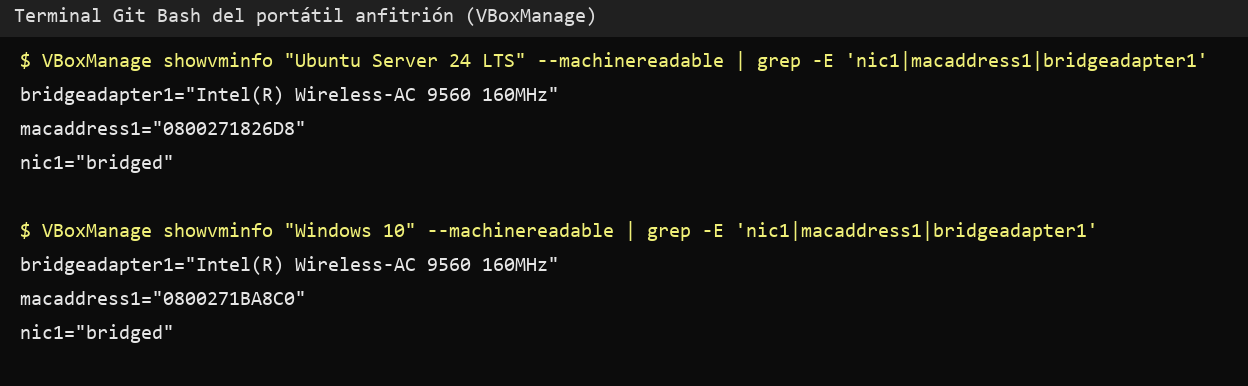 Terminal Git Bash del portátil anfitrión (VBoxManage)
$ VBoxManage showvminfo "Ubuntu Server 24 LTS" --machinereadable | grep -E 'nic1|macaddress1|bridgeadapter1'
bridgeadapter1="Intel(R) Wireless-AC 9560 160MHz"
macaddress1="0800271826D8"
nic1="bridged"
$ VBoxManage showvminfo "Windows 10" --machinereadable | grep -E 'nic1|macaddress1|bridgeadapter1'
bridgeadapter1="Intel(R) Wireless-AC 9560 160MHz"
macaddress1="0800271BA8C0"
nic1="bridged"